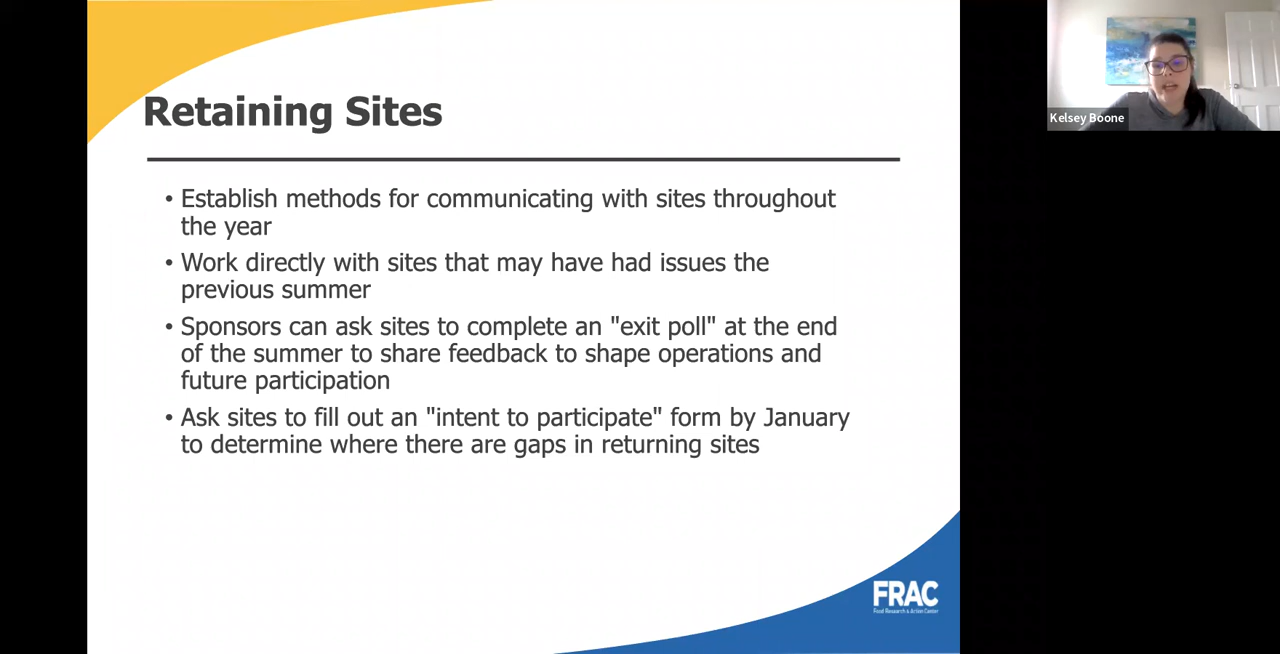 Retaining Sites
• Establish methods for communicating with sites throughout
the year
• Work directly with sites that may have had issues the
previous summer
• Sponsors can ask sites to complete an "exit poll" at the end
of the summer to share feedback to shape operations and
future participation
• Ask sites to fill out an "intent to participate" form by January
to determine where there are gaps in returning sites
FRAC
Food Research & Action Center
Kelsey Boone